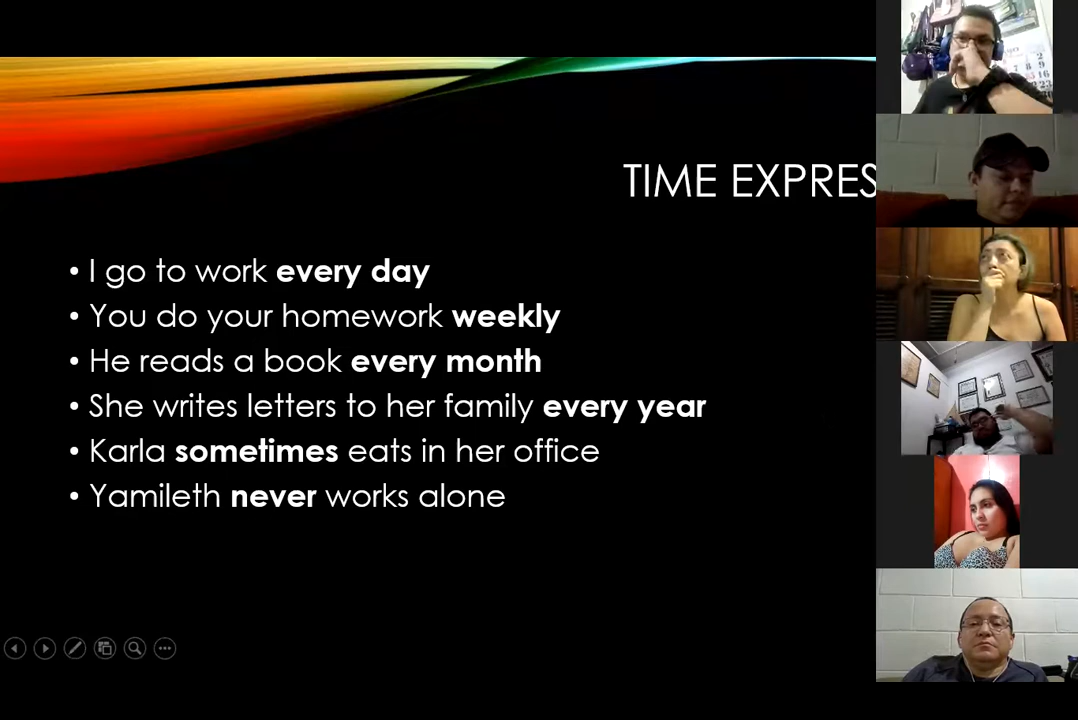 TIME EXPRES
• I go to work every day
• You do your homework weekly
• He reads a book every month
• She writes letters to her family every year
• Karla sometimes eats in her office
• Yamileth never works alone